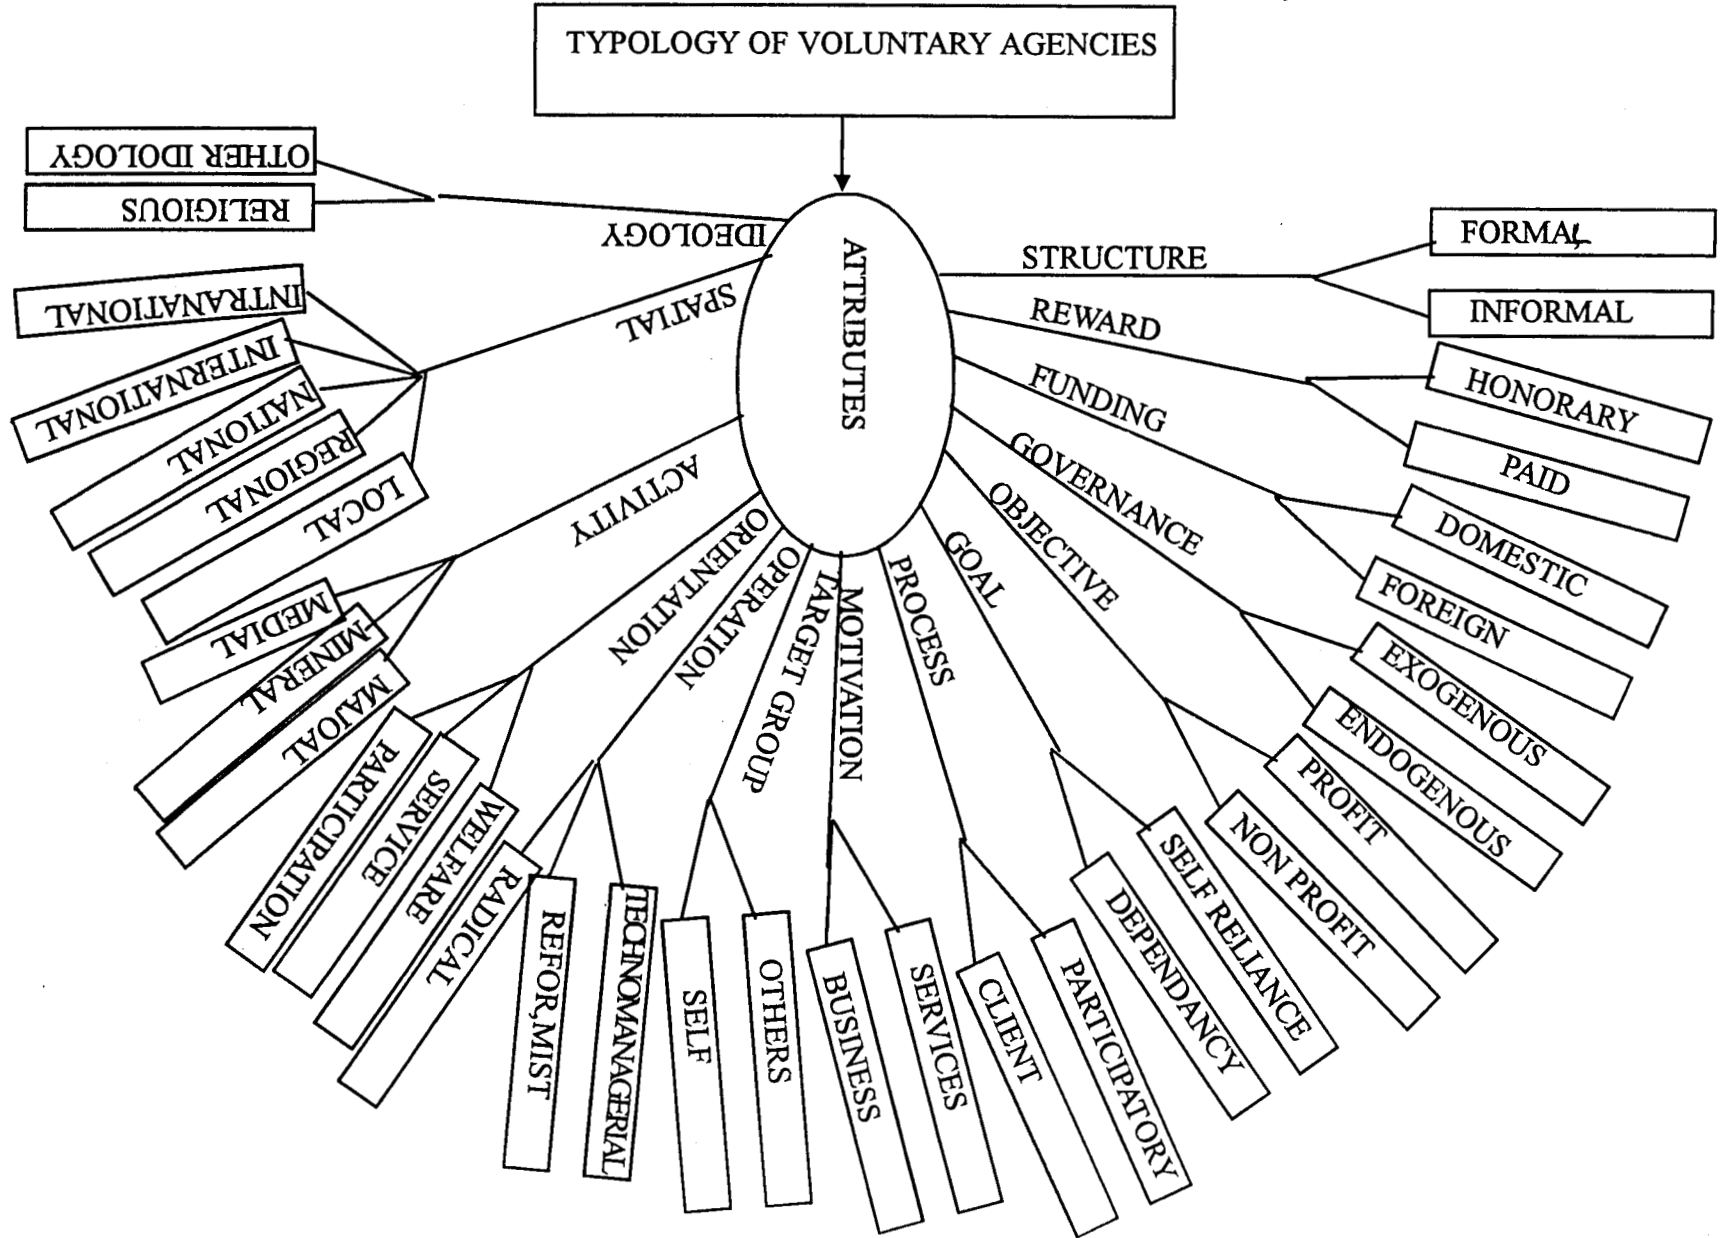 TYPOLOGY OF VOLUNTARY AGENCIES
ATTRIBUTES
STRUCTURE
FORMAL
INFORMAL
REWARD
HONORARY
PAID
FUNDING
DOMESTIC
FOREIGN
GOVERNANCE
EXOGENOUS
ENDOGENOUS
OBJECTIVE
PROFIT
NON PROFIT
GOAL
SELF RELIANCE
DEPENDANCY
PROCESS
PARTICIPATORY
CLIENT
MOTIVATION
SERVICES
BUSINESS
TARGET GROUP
OTHERS
SELF
OPERATION
TECHNOMANAGERIAL
REFOR,MIST
RADICAL
ORIENTATION
WELFARE
SERVICE
PARTICIPATION
ACTIVITY
MAJOAL
MINERAL
MEDIAL
SPATIAL
LOCAL
REGIONAL
NATIONAL
INTERNATIONAL
INTRANATIONAL
IDEOLOGY
RELIGIOUS
OTHER IDOLOGY